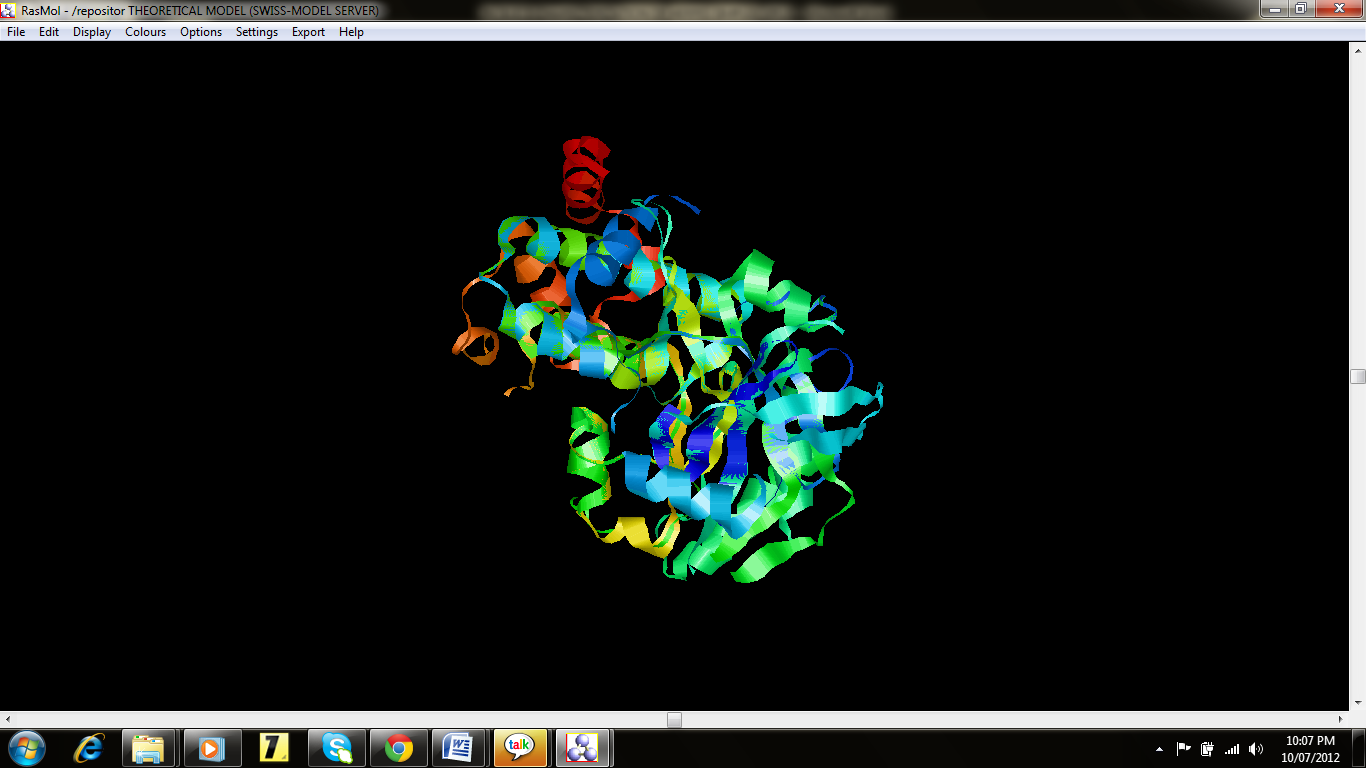 RasMol - /repositor THEORETICAL MODEL (SWISS-MODEL SERVER)
File Edit Display Colours Options Settings Export Help
7 S W talk
10:07 PM
10/07/2012